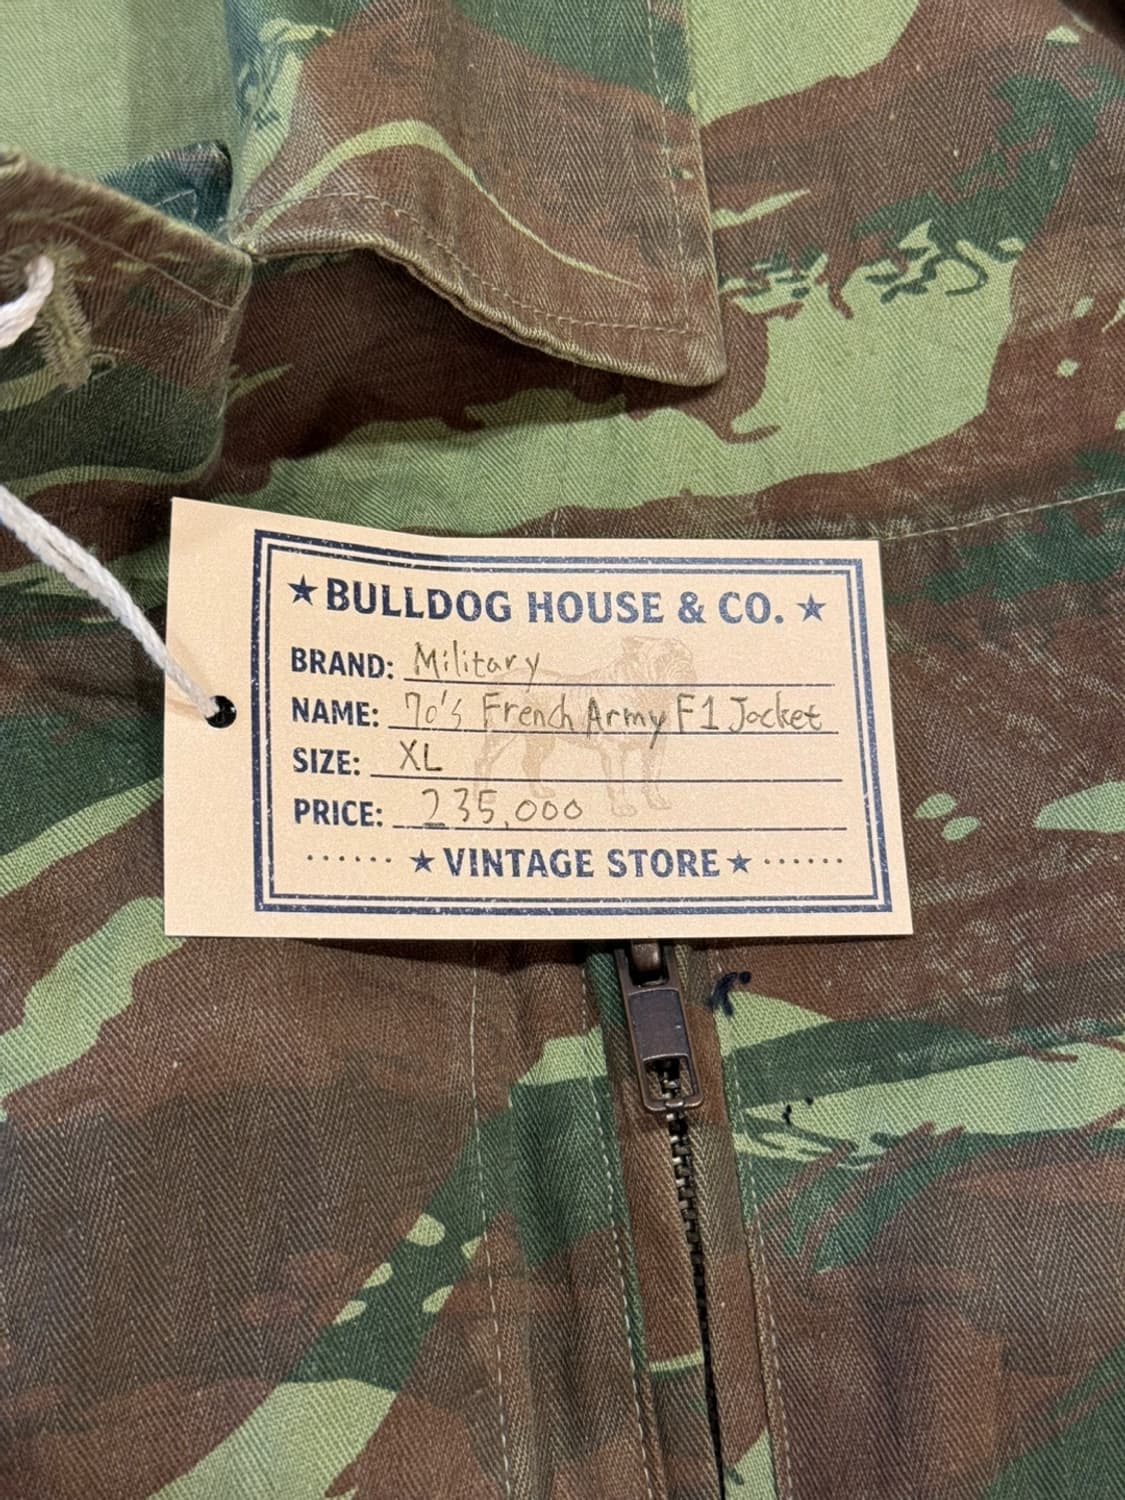 ★ BULLDOG HOUSE & CO. ★
BRAND: Military
NAME: 70's French Army F1 Jacket
SIZE: XL
PRICE: 235,000
...... ★ VINTAGE STORE ★ ......